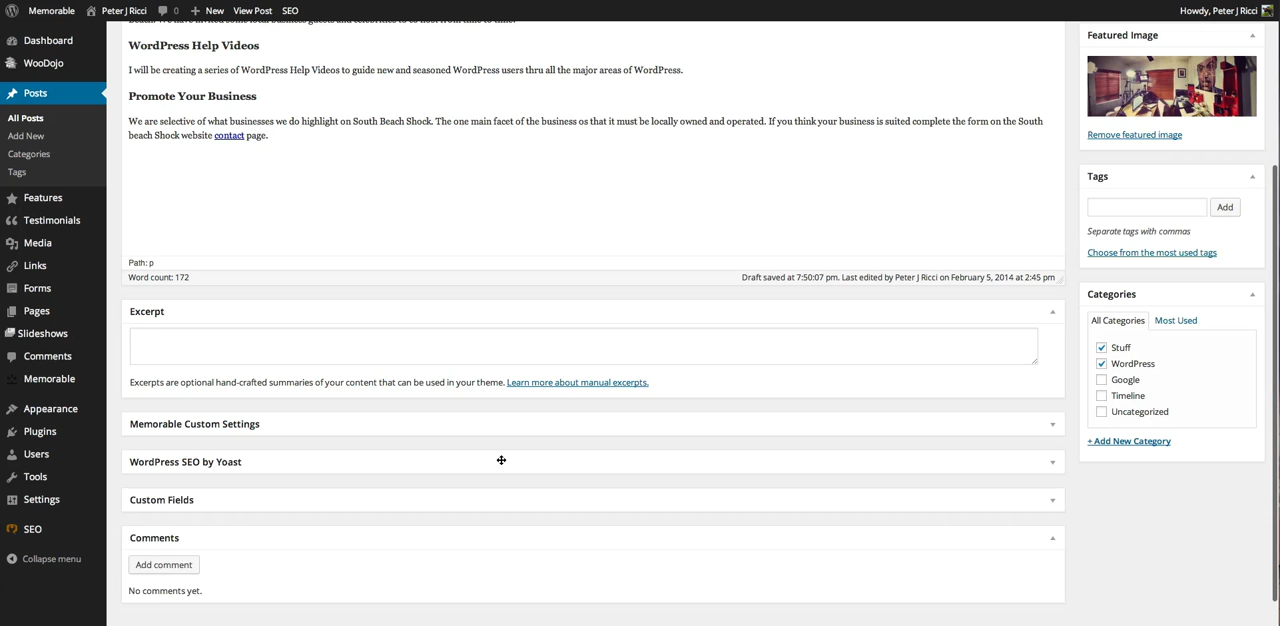 Memorable Peter J Ricci 0 New View Post SEO Howdy, Peter J Ricci
Dashboard
WooDojo
Posts
All Posts
Add New
Categories
Tags
Features
Testimonials
Media
Links
Forms
Pages
Slideshows
Comments
Memorable
Appearance
Plugins
Users
Tools
Settings
SEO
Collapse menu
WordPress Help Videos
I will be creating a series of WordPress Help Videos to guide new and seasoned WordPress users thru all the major areas of WordPress.
Promote Your Business
We are selective of what businesses we do highlight on South Beach Shock. The one main facet of the business os that it must be locally owned and operated. If you think your business is suited complete the form on the South
beach Shock website contact page.
Path: p
Word count: 172 Draft saved at 7:50:07 pm. Last edited by Peter J Ricci on February 5, 2014 at 2:45 pm
Excerpt
Excerpts are optional hand-crafted summaries of your content that can be used in your theme. Learn more about manual excerpts.
Memorable Custom Settings
WordPress SEO by Yoast
Custom Fields
Comments
Add comment
No comments yet.
Featured Image
Remove featured image
Tags
Add
Separate tags with commas
Choose from the most used tags
Categories
All Categories Most Used
Stuff
WordPress
Google
Timeline
Uncategorized
+ Add New Category